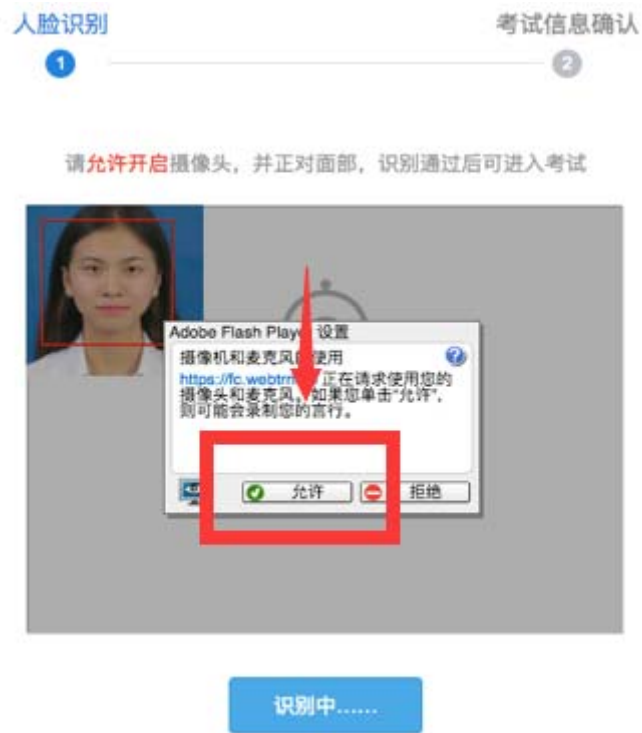 人脸识别
考试信息确认
1
2
请允许开启摄像头，并正对面部，识别通过后可进入考试
Adobe Flash Play 设置
摄像机和麦克风 使用
https://fc.webtrn 正在请求使用您的
摄像头和麦克风。如果您单击“允许”，
则可能会录制您的言行。
?
允许
拒绝
识别中……